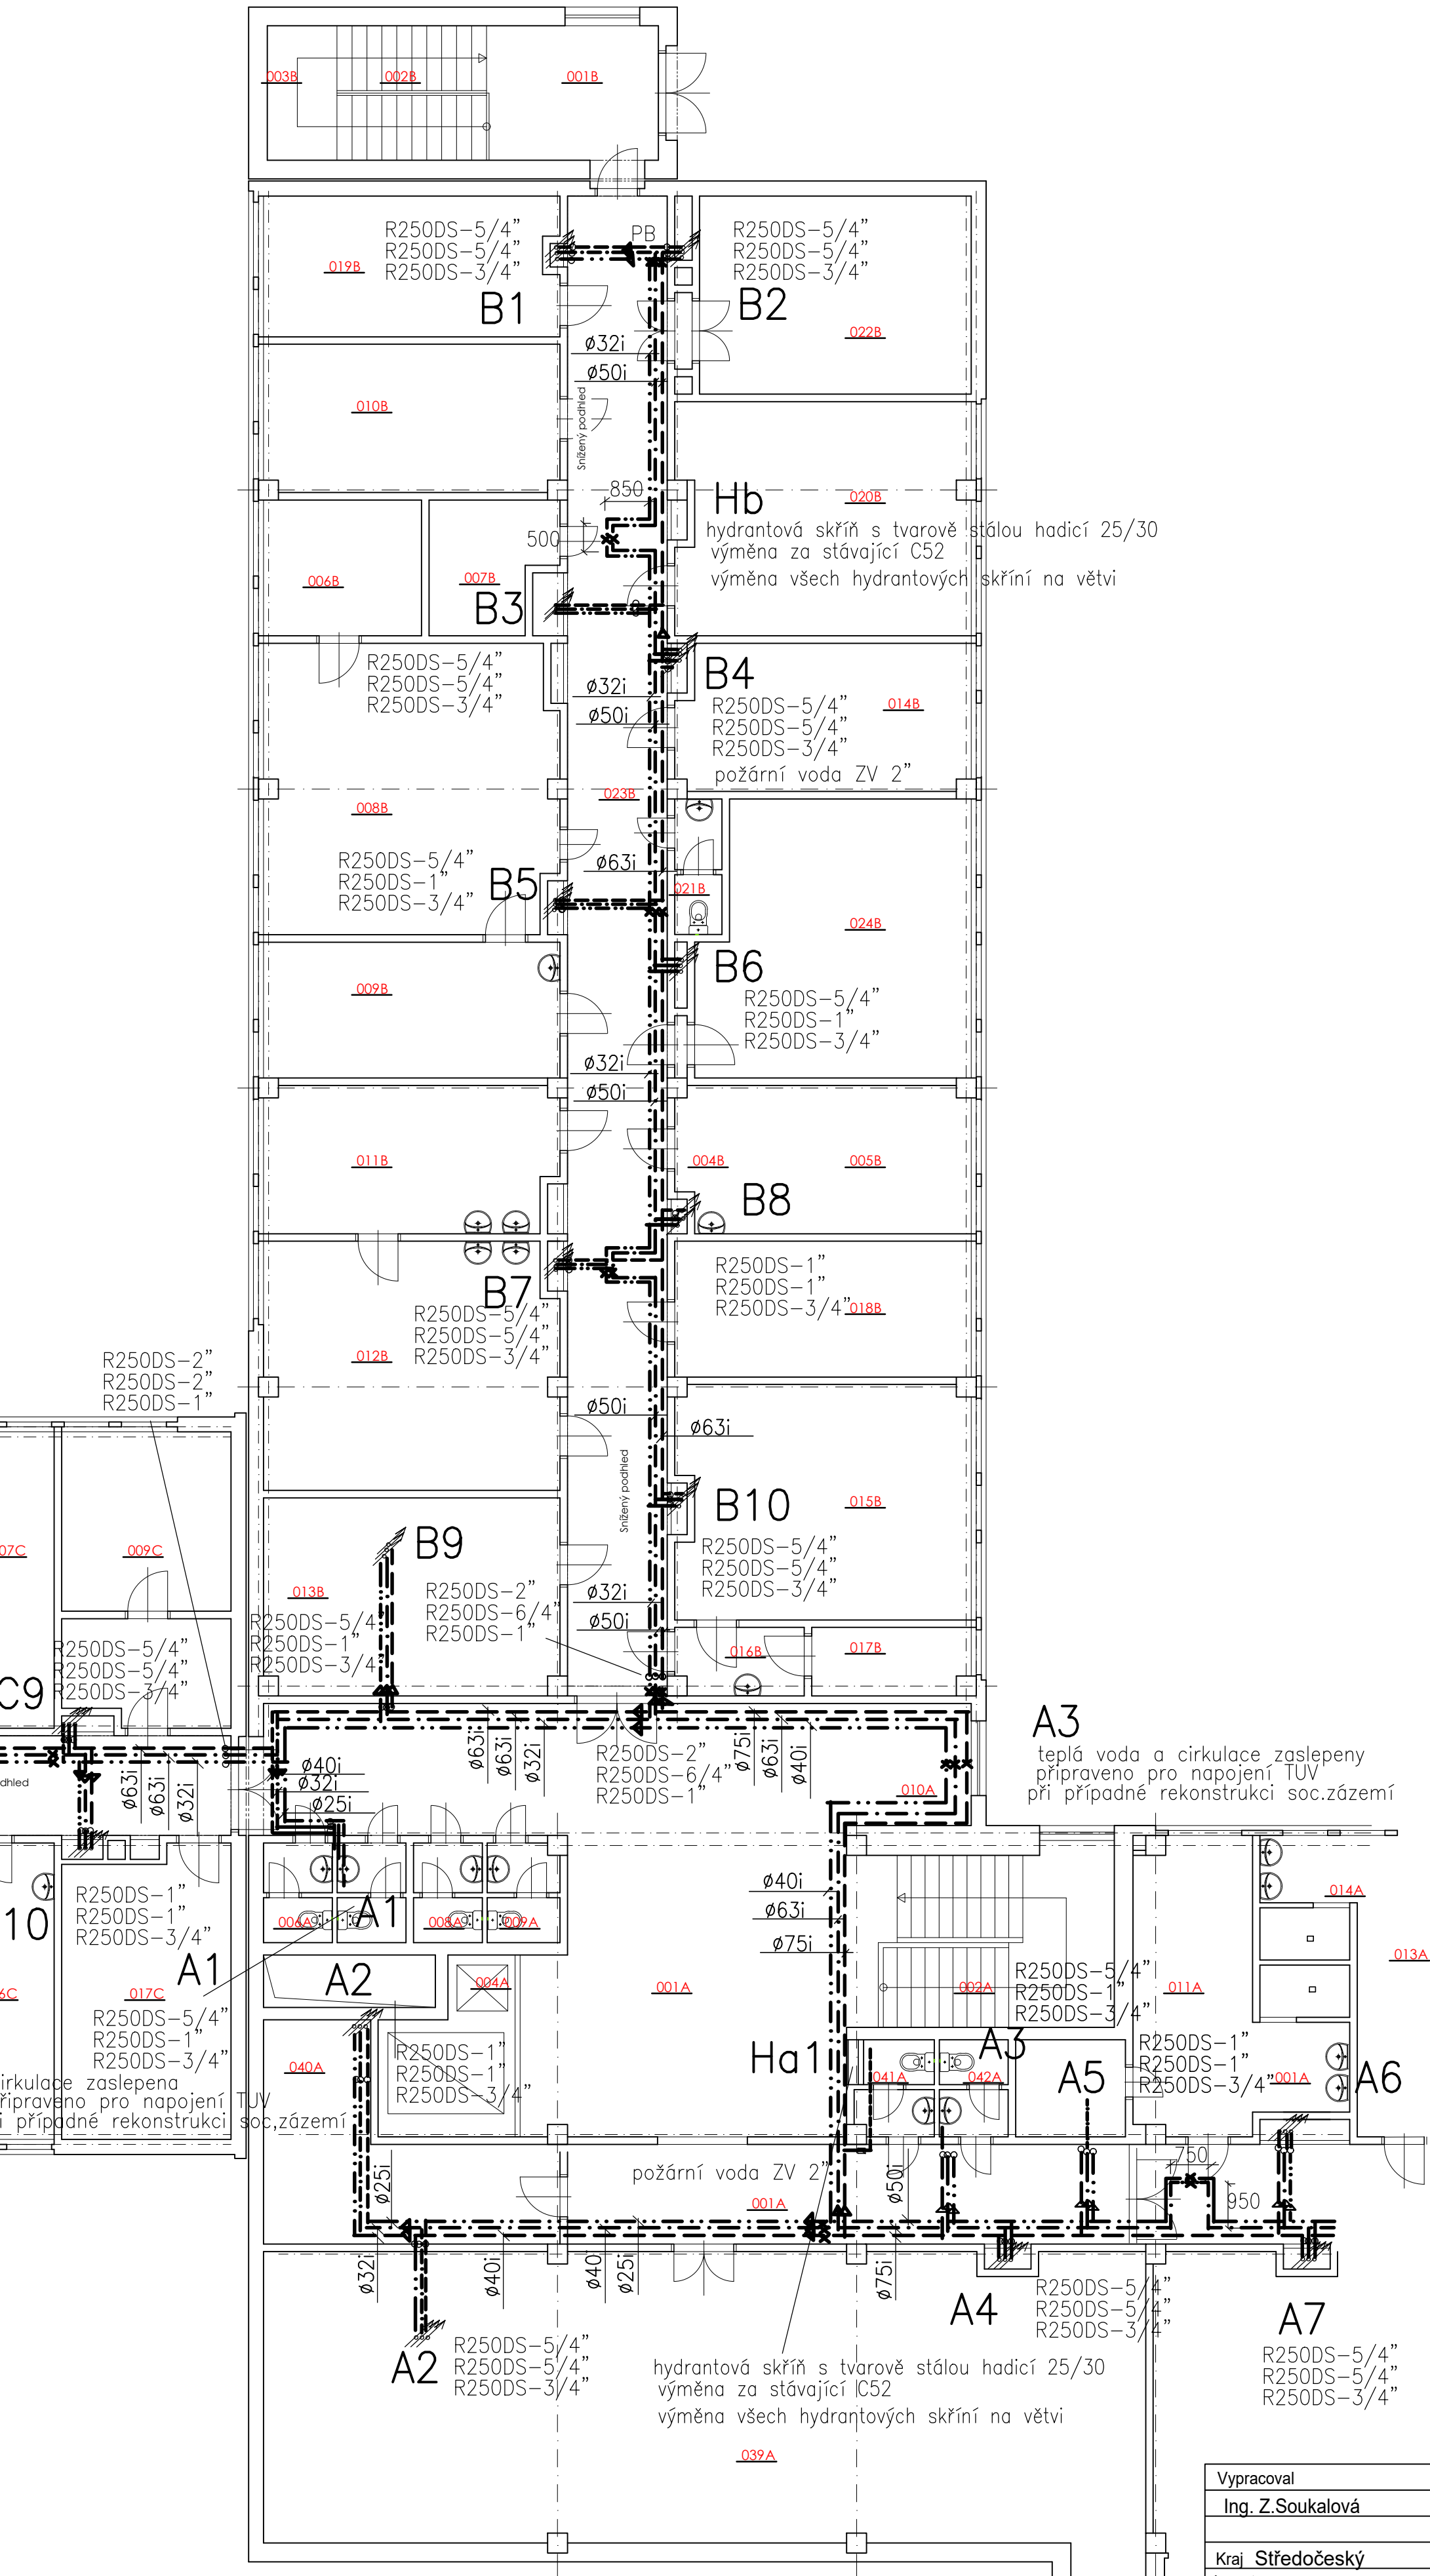 003B
002B
001B
R250DS-5/4"
R250DS-5/4"
R250DS-3/4"
PB
R250DS-5/4"
R250DS-5/4"
R250DS-3/4"
019B
B1
B2
022B
ø32i
ø50i
Snížený podhled
010B
850
500
Hb
020B
hydrantová skříň s tvarově stálou hadicí 25/30
výměna za stávající C52
výměna všech hydrantových skříní na větvi
006B
007B
B3
R250DS-5/4"
R250DS-5/4"
R250DS-3/4"
ø32i
ø50i
B4
R250DS-5/4"
R250DS-5/4"
R250DS-3/4"
požární voda ZV 2"
014B
008B
023B
R250DS-5/4"
R250DS-1"
R250DS-3/4"
B5
ø63i
021B
024B
009B
B6
R250DS-5/4"
R250DS-1"
R250DS-3/4"
ø32i
ø50i
011B
004B
005B
B8
B7
R250DS-5/4"
R250DS-5/4"
R250DS-3/4"
R250DS-1"
R250DS-1"
R250DS-3/4"
018B
012B
R250DS-2"
R250DS-2"
R250DS-1"
ø50i
ø63i
Snížený podhled
B10
015B
R250DS-5/4"
R250DS-5/4"
R250DS-3/4"
07C
009C
B9
013B
R250DS-5/4"
R250DS-1"
R250DS-3/4"
R250DS-2"
R250DS-6/4"
R250DS-1"
ø32i
ø50i
016B
017B
R250DS-5/4"
R250DS-5/4"
R250DS-3/4"
C9
dhled
ø63i
ø63i
ø32i
ø40i
ø32i
ø25i
ø63i
ø63i
ø32i
R250DS-2"
R250DS-6/4"
R250DS-1"
ø75i
ø63i
ø40i
010A
A3
teplá voda a cirkulace zaslepeny
připraveno pro napojení TUV
při případné rekonstrukci soc.zázemí
R250DS-1"
R250DS-1"
R250DS-3/4"
10
A1
006A
A1
008A
009A
ø40i
ø63i
ø75i
014A
013A
6C
017C
R250DS-5/4"
R250DS-1"
R250DS-3/4"
A2
004A
001A
002A
R250DS-5/4"
R250DS-1"
R250DS-3/4"
011A
irkulace zaslepena
řipraveno pro napojení TUV
i případné rekonstrukci soc,zázemí
040A
R250DS-1"
R250DS-1"
R250DS-3/4"
Ha1
041A
042A
A3
A5
R250DS-1"
R250DS-1"
R250DS-3/4"
001A
A6
požární voda ZV 2"
001A
ø25i
ø50i
750
950
ø32i
ø40i
ø40i
ø25i
ø75i
A2
R250DS-5/4"
R250DS-5/4"
R250DS-3/4"
A4
R250DS-5/4"
R250DS-5/4"
R250DS-3/4"
A7
R250DS-5/4"
R250DS-5/4"
R250DS-3/4"
hydrantová skříň s tvarově stálou hadicí 25/30
výměna za stávající C52
výměna všech hydrantových skříní na větvi
039A
Vypracoval
Ing. Z.Soukalová
Kraj Středočeský